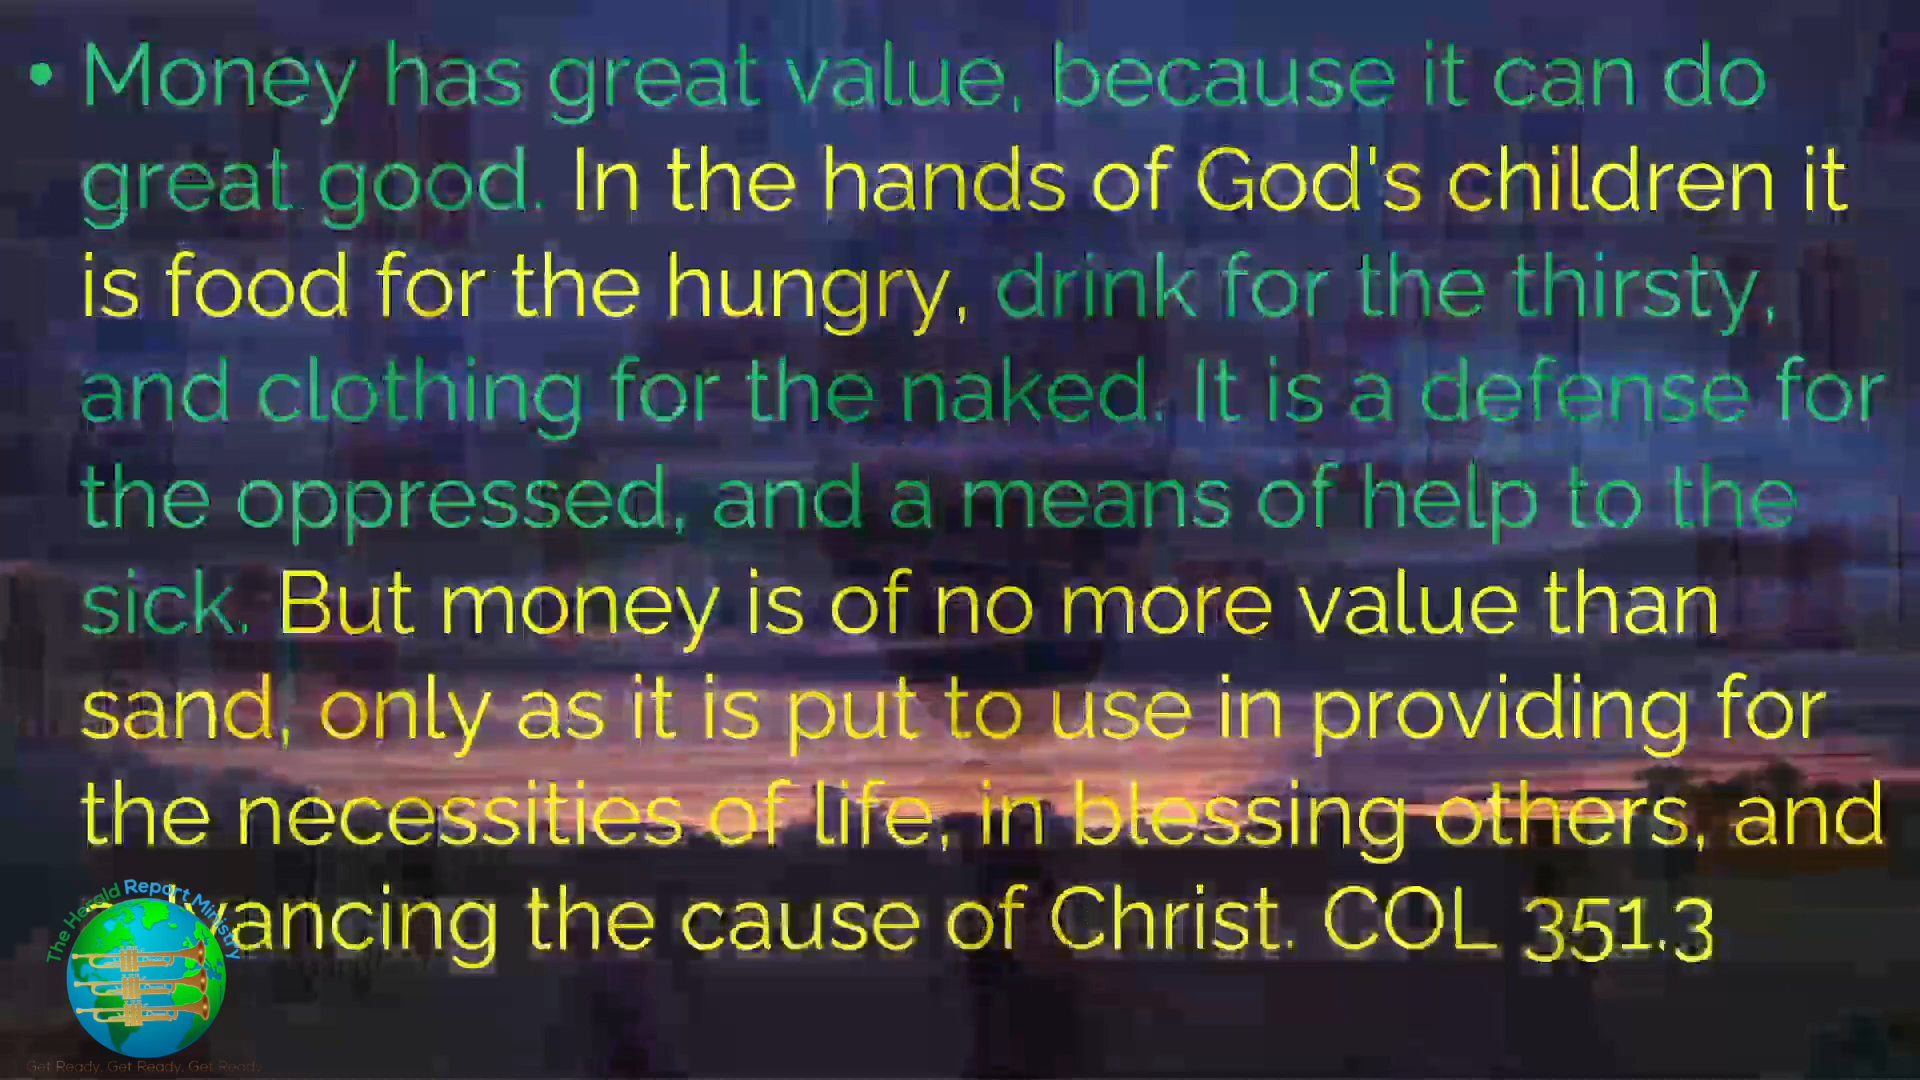 • Money has great value, because it can do
great good. In the hands of God's children it
is food for the hungry, drink for the thirsty,
and clothing for the naked. It is a defense for
the oppressed, and a means of help to the
sick. But money is of no more value than
sand, only as it is put to use in providing for
the necessities of life, in blessing others, and
advancing the cause of Christ. COL 351.3
The Herald Report Ministry
Get Ready, Get Ready, Get Ready